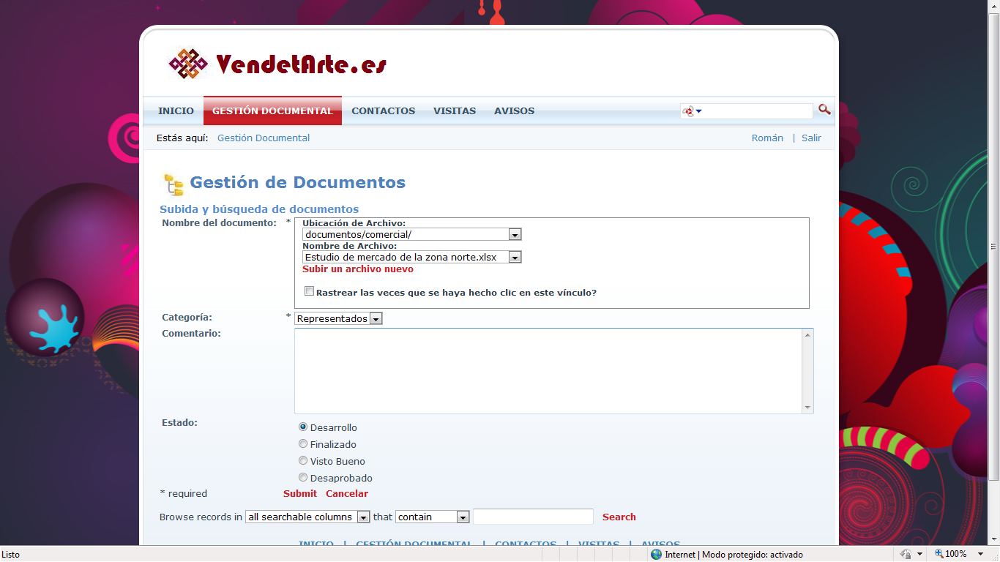 VendetArte.es
INICIO GESTIÓN DOCUMENTAL CONTACTOS VISITAS AVISOS
Estás aquí: Gestión Documental Román | Salir
Gestión de Documentos
Subida y búsqueda de documentos
Nombre del documento: * Ubicación de Archivo:
documentos/comercial/
Nombre de Archivo:
Estudio de mercado de la zona norte.xlsx
Subir un archivo nuevo
Rastrear las veces que se haya hecho clic en este vínculo?
Categoría: * Representados
Comentario:
Estado: Desarrollo
Finalizado
Visto Bueno
Desaprobado
* required Submit Cancelar
Browse records in all searchable columns that contain Search
INICIO | GESTIÓN DOCUMENTAL | CONTACTOS | VISITAS | AVISOS
Listo Internet | Modo protegido: activado 100%